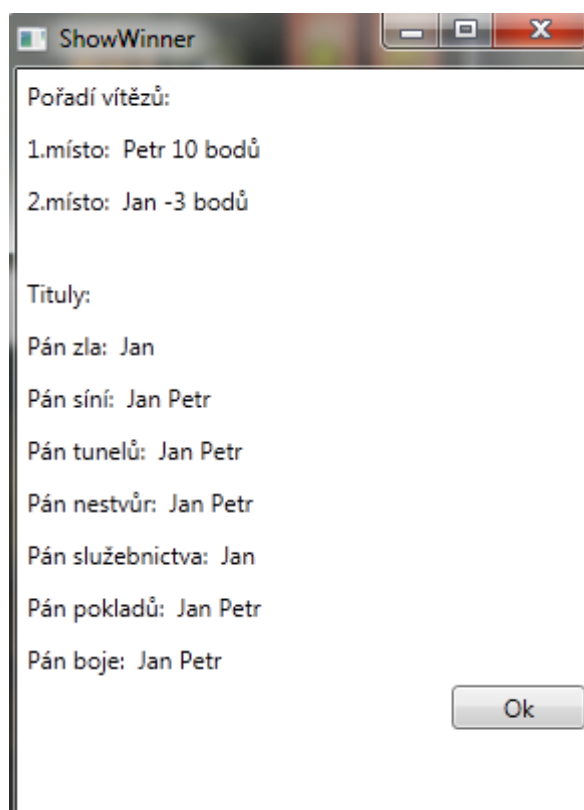 ShowWinner
Pořadí vítězů:
1.místo:  Petr 10 bodů
2.místo:  Jan -3 bodů
Tituly:
Pán zla:  Jan
Pán síní:  Jan Petr
Pán tunelů:  Jan Petr
Pán nestvůr:  Jan Petr
Pán služebnictva:  Jan
Pán pokladů:  Jan Petr
Pán boje:  Jan Petr
Ok